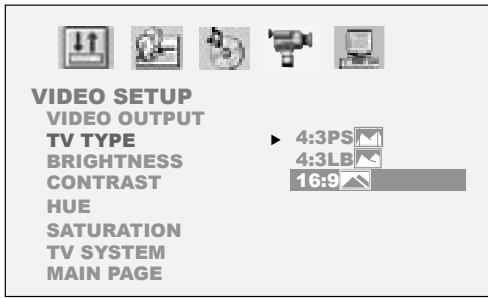 VIDEO SETUP
VIDEO OUTPUT
TV TYPE
4:3PS
BRIGHTNESS
4:3LB
CONTRAST
16:9
HUE
SATURATION
TV SYSTEM
MAIN PAGE